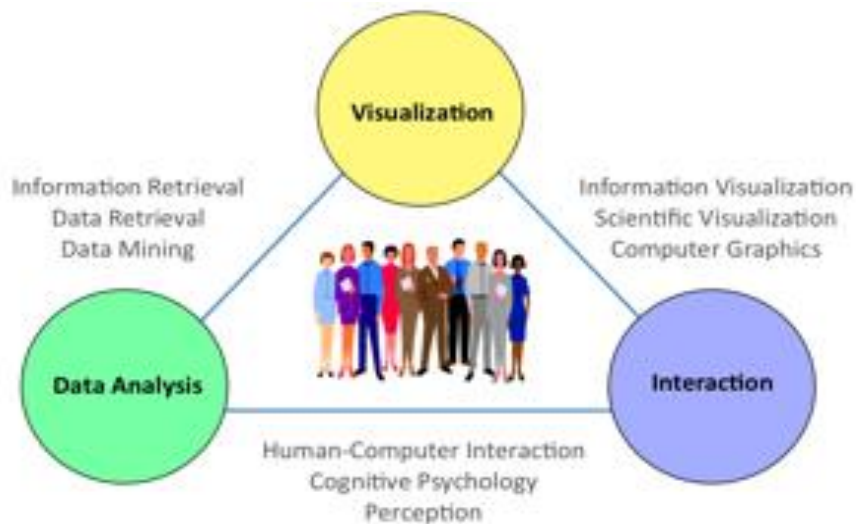 Visualization
Information Retrieval
Data Retrieval
Data Mining
Information Visualization
Scientific Visualization
Computer Graphics
Data Analysis
Interaction
Human-Computer Interaction
Cognitive Psychology
Perception